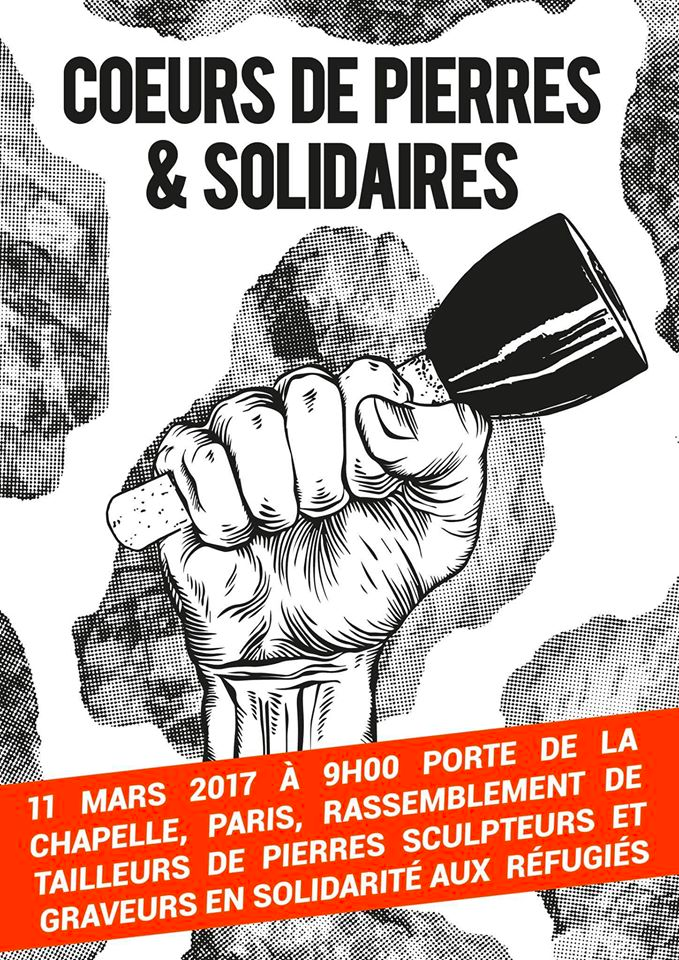 COEURS DE PIERRES
& SOLIDAIRES
11 MARS 2017 À 9H00 PORTE DE LA
CHAPELLE, PARIS, RASSEMBLEMENT DE
TAILLEURS DE PIERRES SCULPTEURS ET
GRAVEURS EN SOLIDARITÉ AUX RÉFUGIÉS